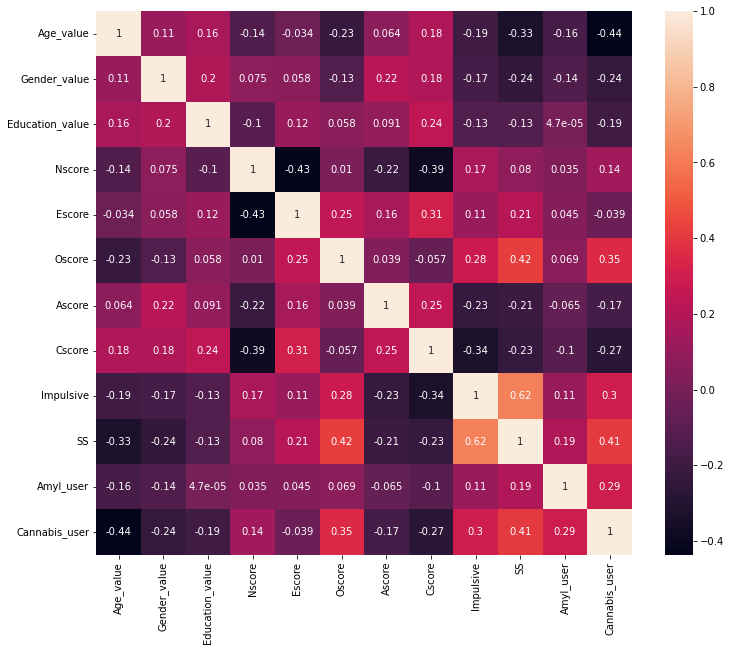 Age_value 1 0.11 0.16 -0.14 -0.034 -0.23 0.064 0.18 -0.19 -0.33 -0.16 -0.44
Gender_value 0.11 1 0.2 0.075 0.058 -0.13 0.22 0.18 -0.17 -0.24 -0.14 -0.24
Education_value 0.16 0.2 1 -0.1 0.12 0.058 0.091 0.24 -0.13 -0.13 4.7e-05 -0.19
Nscore -0.14 0.075 -0.1 1 -0.43 0.01 -0.22 -0.39 0.17 0.08 0.035 0.14
Escore -0.034 0.058 0.12 -0.43 1 0.25 0.16 0.31 0.11 0.21 0.045 -0.039
Oscore -0.23 -0.13 0.058 0.01 0.25 1 0.039 -0.057 0.28 0.42 0.069 0.35
Ascore 0.064 0.22 0.091 -0.22 0.16 0.039 1 0.25 -0.23 -0.21 -0.065 -0.17
Cscore 0.18 0.18 0.24 -0.39 0.31 -0.057 0.25 1 -0.34 -0.23 -0.1 -0.27
Impulsive -0.19 -0.17 -0.13 0.17 0.11 0.28 -0.23 -0.34 1 0.62 0.11 0.3
SS -0.33 -0.24 -0.13 0.08 0.21 0.42 -0.21 -0.23 0.62 1 0.19 0.41
Amyl_user -0.16 -0.14 4.7e-05 0.035 0.045 0.069 -0.065 -0.1 0.11 0.19 1 0.29
Cannabis_user -0.44 -0.24 -0.19 0.14 -0.039 0.35 -0.17 -0.27 0.3 0.41 0.29 1
Age_value
Gender_value
Education_value
Nscore
Escore
Oscore
Ascore
Cscore
Impulsive
SS
Amyl_user
Cannabis_user
1.0
0.8
0.6
0.4
0.2
0.0
−0.2
−0.4